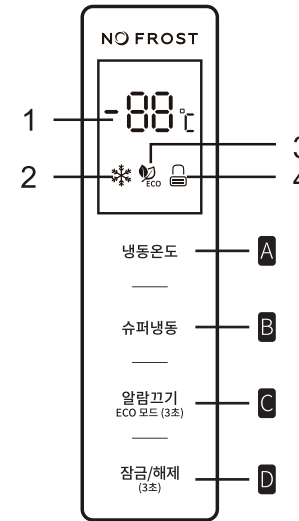 NO FROST
1
-88°C
3
2
ECO
4
냉동온도
A
슈퍼냉동
B
알람끄기
C
ECO 모드 (3초)
잠금/해제
D
(3초)